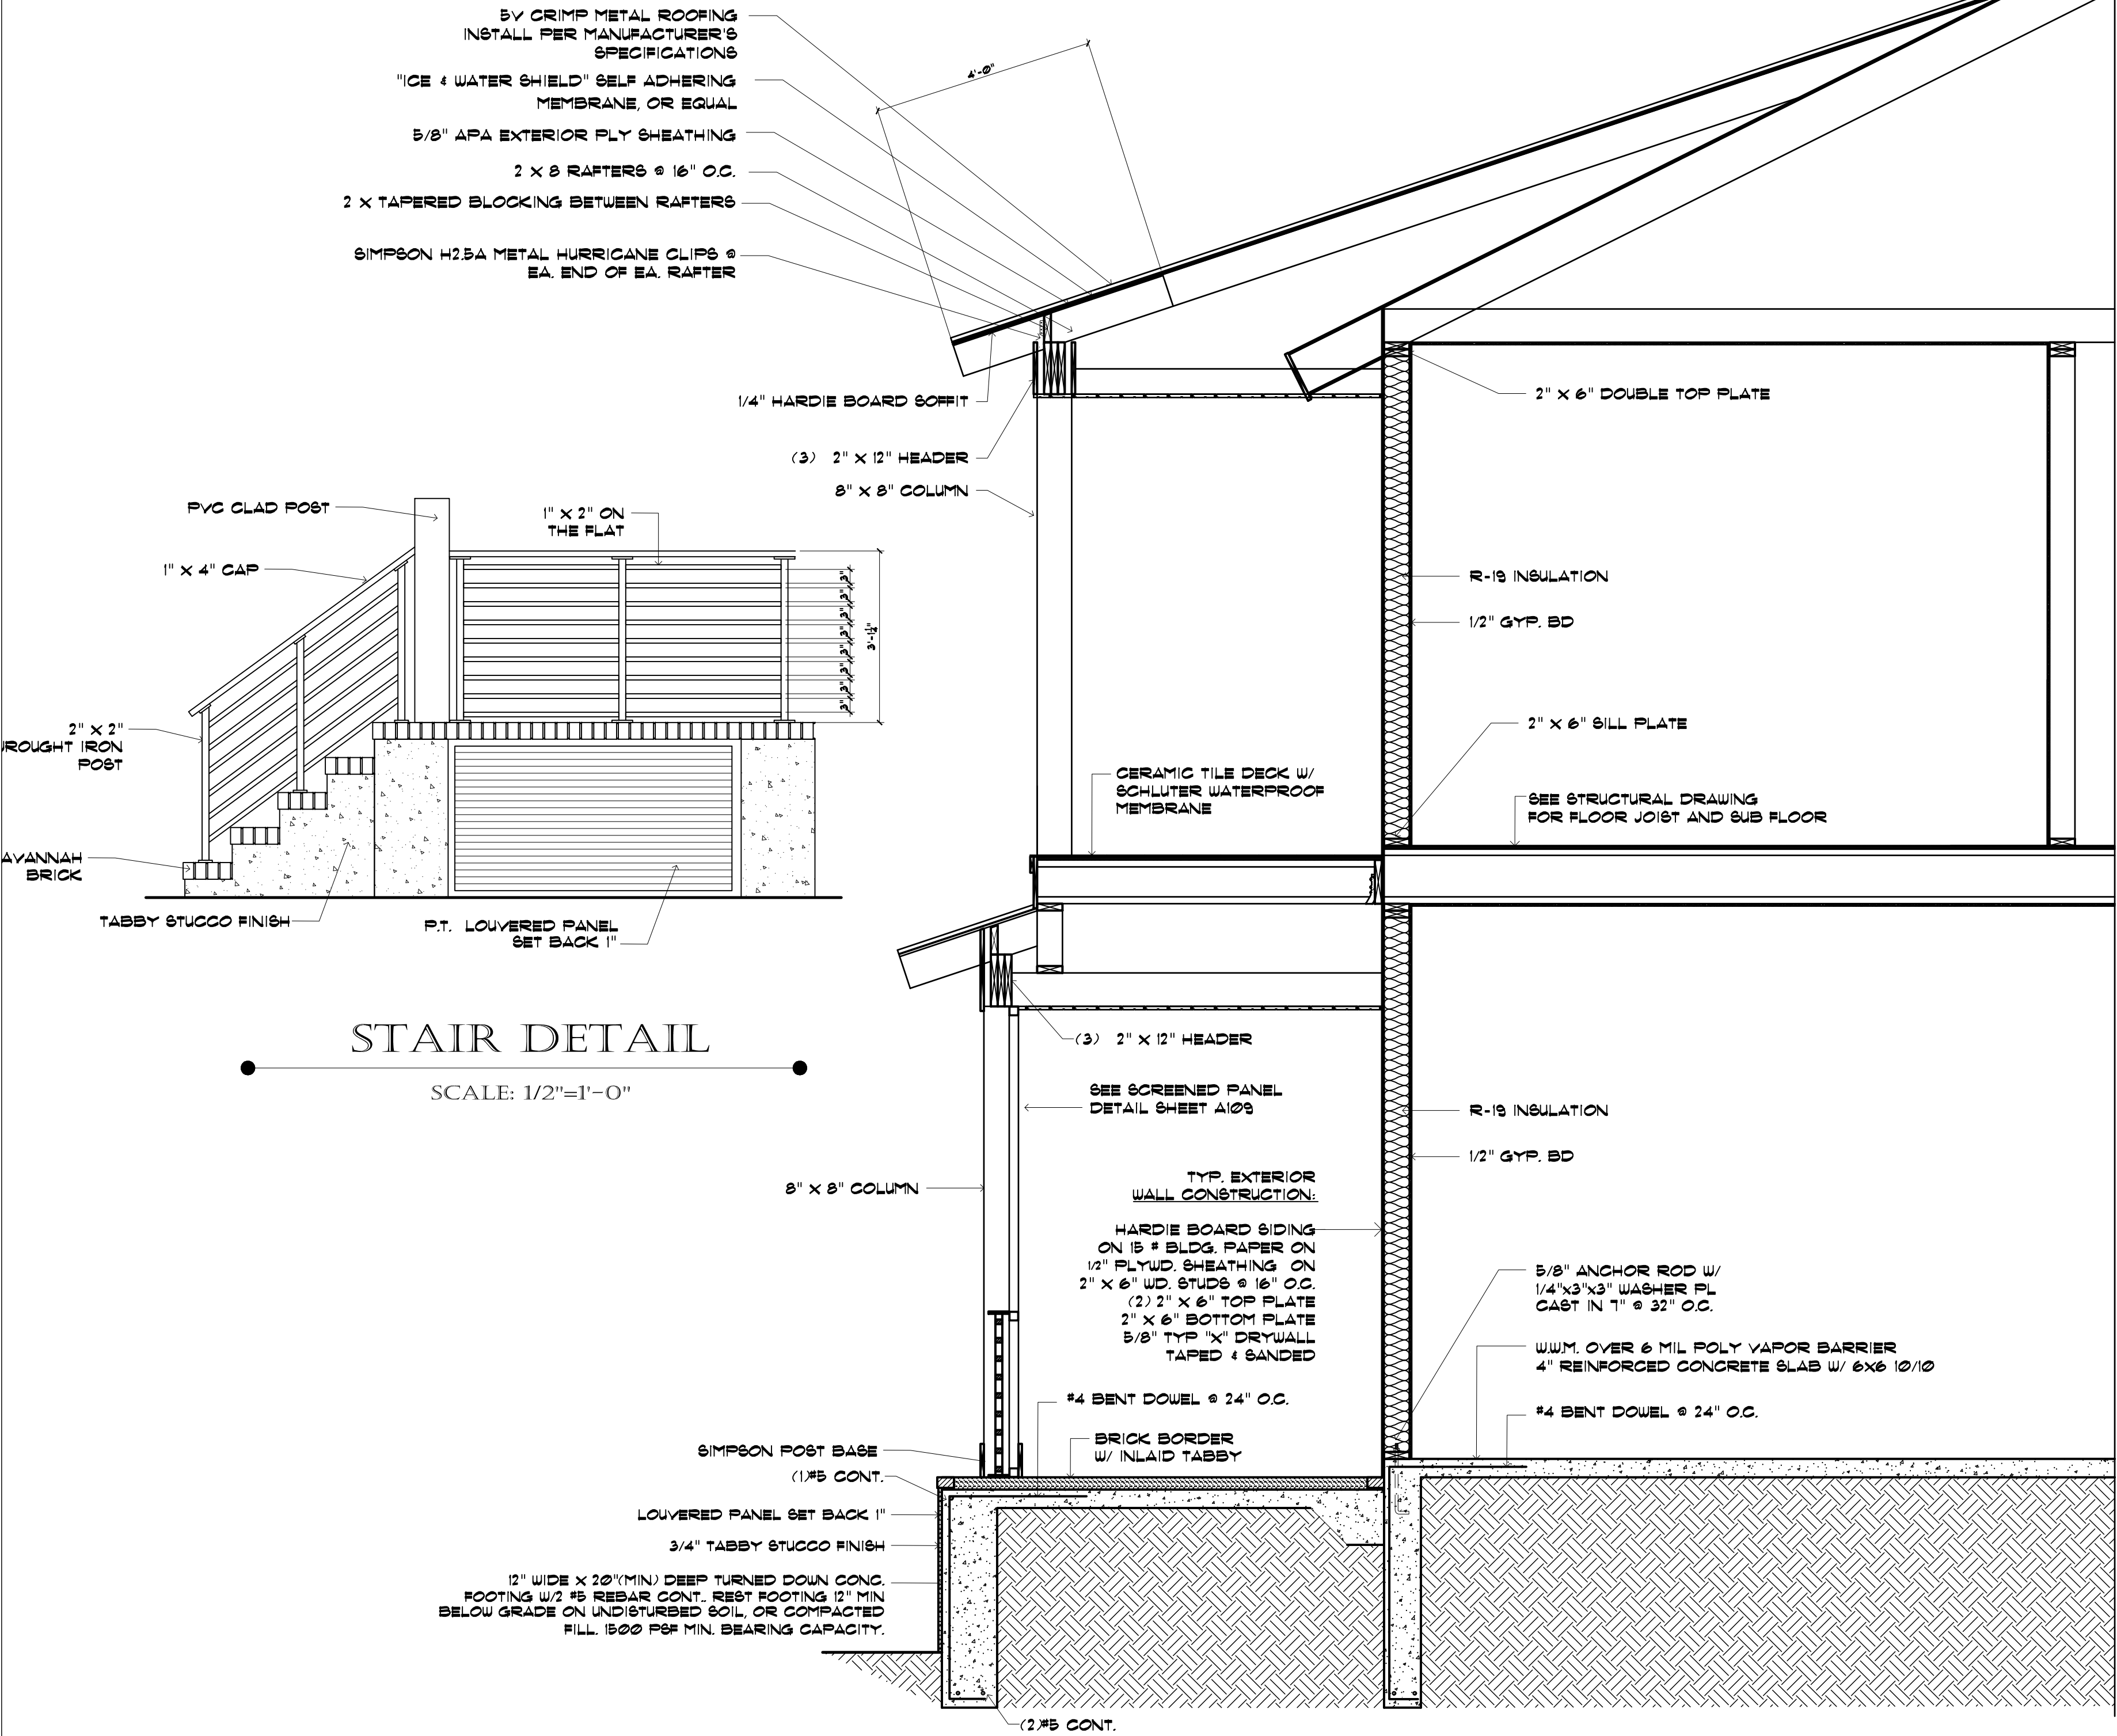 5V CRIMP METAL ROOFING
INSTALL PER MANUFACTURER'S
SPECIFICATIONS
"ICE & WATER SHIELD" SELF ADHERING
MEMBRANE, OR EQUAL
5/8" APA EXTERIOR PLY SHEATHING
2 X 8 RAFTERS @ 16" O.C.
2 X TAPERED BLOCKING BETWEEN RAFTERS
SIMPSON H2.5A METAL HURRICANE CLIPS @
EA. END OF EA. RAFTER
4'-0"
1/4" HARDIE BOARD SOFFIT
(3) 2" X 12" HEADER
8" X 8" COLUMN
2" X 6" DOUBLE TOP PLATE
R-19 INSULATION
1/2" GYP. BD
2" X 6" SILL PLATE
CERAMIC TILE DECK W/
SCHLUTER WATERPROOF
MEMBRANE
SEE STRUCTURAL DRAWING
FOR FLOOR JOIST AND SUB FLOOR
PVC CLAD POST
1" X 2" ON
THE FLAT
1" X 4" CAP
3"
3"
3"
3"
3"
3"
3"
3"
3'-1½"
2" X 2"
WROUGHT IRON
POST
AVANNAH
BRICK
TABBY STUCCO FINISH
P.T. LOUVERED PANEL
SET BACK 1"
STAIR DETAIL
SCALE: 1/2"=1'-0"
(3) 2" X 12" HEADER
SEE SCREENED PANEL
DETAIL SHEET A109
R-19 INSULATION
1/2" GYP. BD
8" X 8" COLUMN
TYP. EXTERIOR
WALL CONSTRUCTION:
HARDIE BOARD SIDING
ON 15 # BLDG. PAPER ON
1/2" PLYWD. SHEATHING ON
2" X 6" WD. STUDS @ 16" O.C.
(2) 2" X 6" TOP PLATE
2" X 6" BOTTOM PLATE
5/8" TYP "X" DRYWALL
TAPED & SANDED
5/8" ANCHOR ROD W/
1/4"x3"x3" WASHER PL
CAST IN 7" @ 32" O.C.
W.W.M. OVER 6 MIL POLY VAPOR BARRIER
4" REINFORCED CONCRETE SLAB W/ 6X6 10/10
#4 BENT DOWEL @ 24" O.C.
#4 BENT DOWEL @ 24" O.C.
BRICK BORDER
W/ INLAID TABBY
SIMPSON POST BASE
(1)#5 CONT.
LOUVERED PANEL SET BACK 1"
3/4" TABBY STUCCO FINISH
12" WIDE X 20"(MIN) DEEP TURNED DOWN CONC.
FOOTING W/2 #5 REBAR CONT.. REST FOOTING 12" MIN
BELOW GRADE ON UNDISTURBED SOIL, OR COMPACTED
FILL. 1500 PSF MIN. BEARING CAPACITY.
(2)#5 CONT.